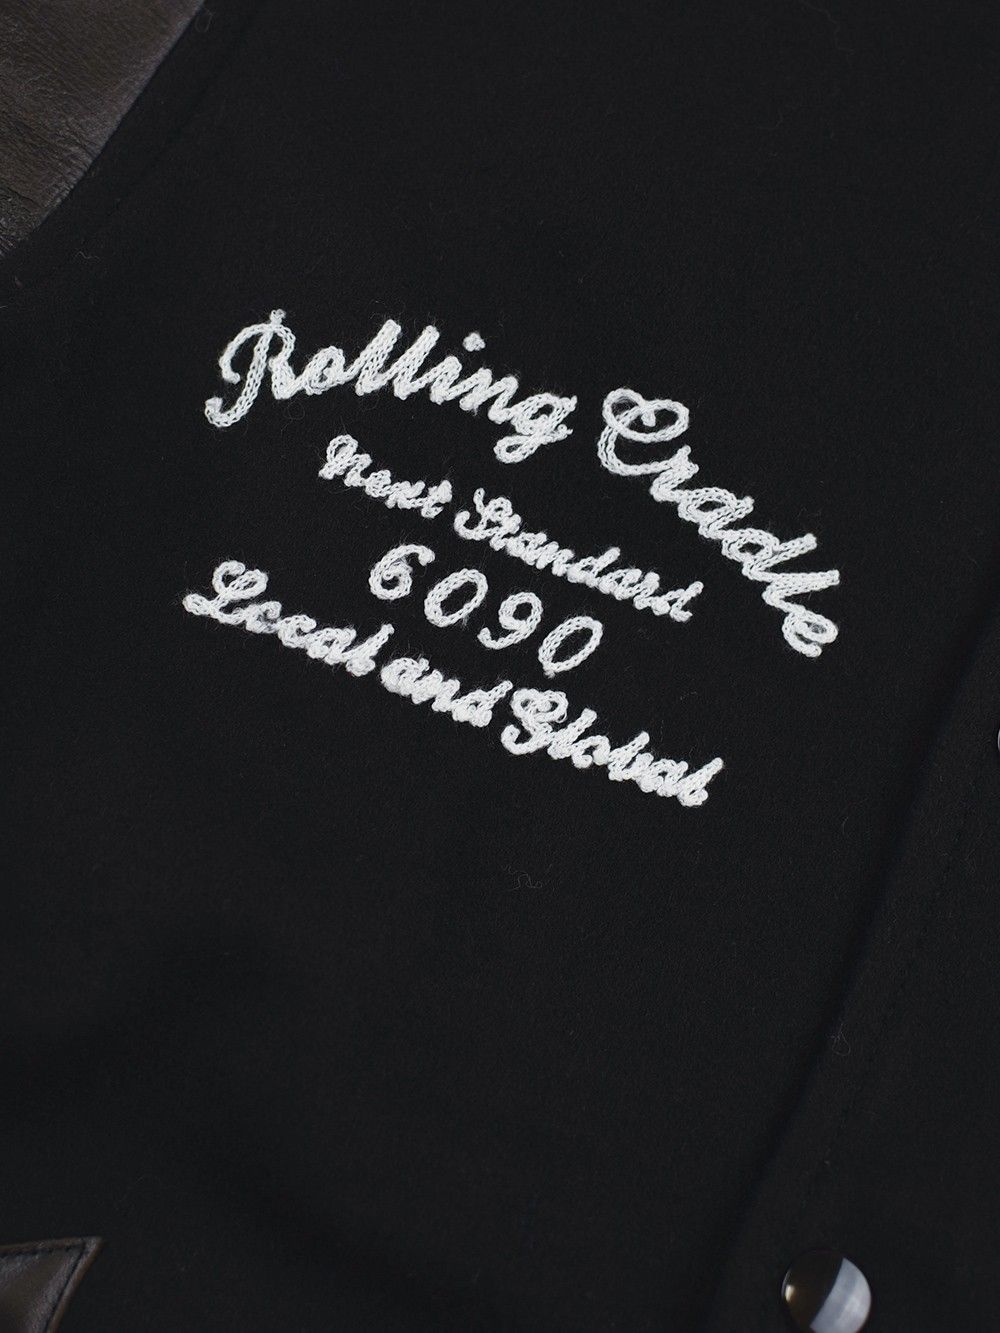 Rolling Cradle
Next Standard
6090
Local and Global